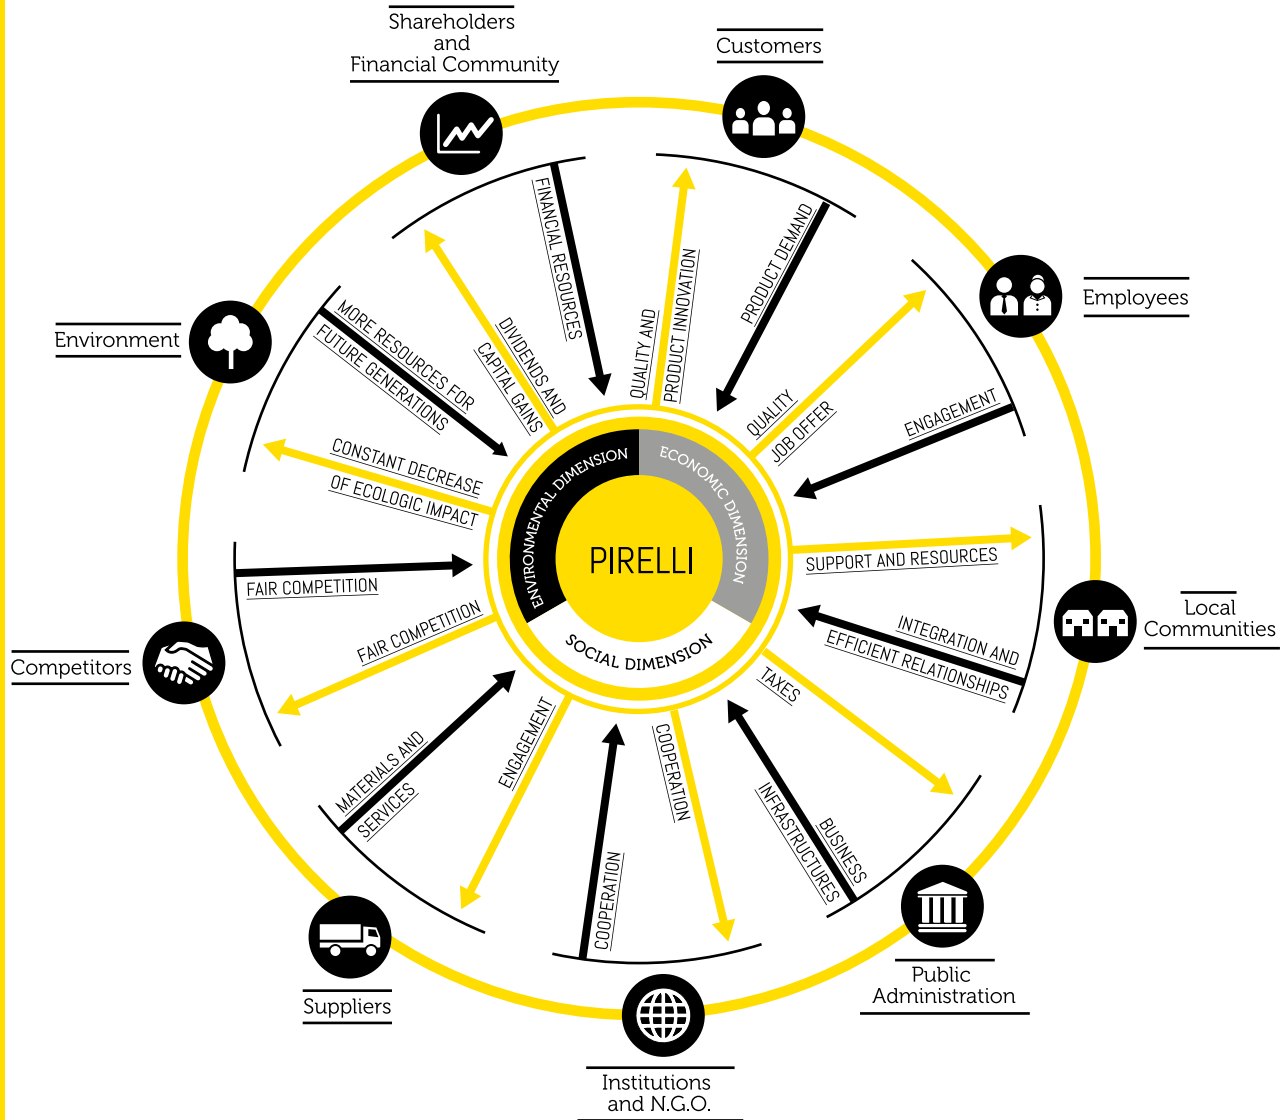 Shareholders
and
Financial Community
Customers
Employees
Local
Communities
Public
Administration
Institutions
and N.G.O.
Suppliers
Competitors
Environment
FINANCIAL RESOURCES
DIVIDENDS AND
CAPITAL GAINS
QUALITY AND
PRODUCT INNOVATION
PRODUCT DEMAND
QUALITY
JOB OFFER
ENGAGEMENT
SUPPORT AND RESOURCES
INTEGRATION AND
EFFICIENT RELATIONSHIPS
TAXES
BUSINESS
INFRASTRUCTURES
COOPERATION
COOPERATION
ENGAGEMENT
MATERIALS AND
SERVICES
FAIR COMPETITION
FAIR COMPETITION
CONSTANT DECREASE
OF ECOLOGIC IMPACT
MORE RESOURCES FOR
FUTURE GENERATIONS
ENVIRONMENTAL DIMENSION
ECONOMIC DIMENSION
SOCIAL DIMENSION
PIRELLI